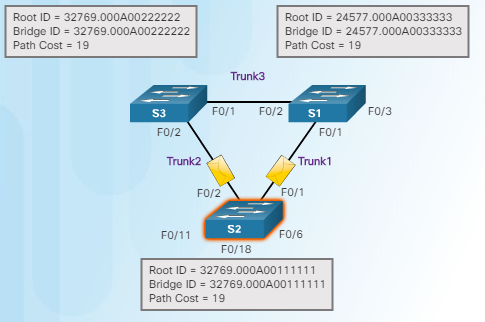 Root ID = 32769.000A00222222
Bridge ID = 32769.000A00222222
Path Cost = 19
Root ID = 24577.000A00333333
Bridge ID = 24577.000A00333333
Path Cost = 19
Trunk3
S3
F0/1
F0/2
S1
F0/3
F0/2
F0/1
Trunk2
Trunk1
F0/2
F0/1
F0/11
S2
F0/6
F0/18
Root ID = 32769.000A00111111
Bridge ID = 32769.000A00111111
Path Cost = 19